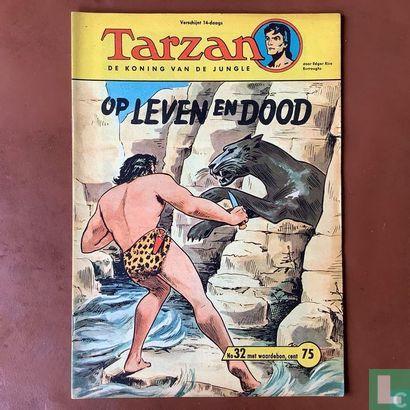 Verschijnt 14-daags
Tarzan
DE KONING VAN DE JUNGLE
door Edgar Rice
Burroughs
OP LEVEN EN DOOD
No 32 met waardebon, cent 75
catawiki